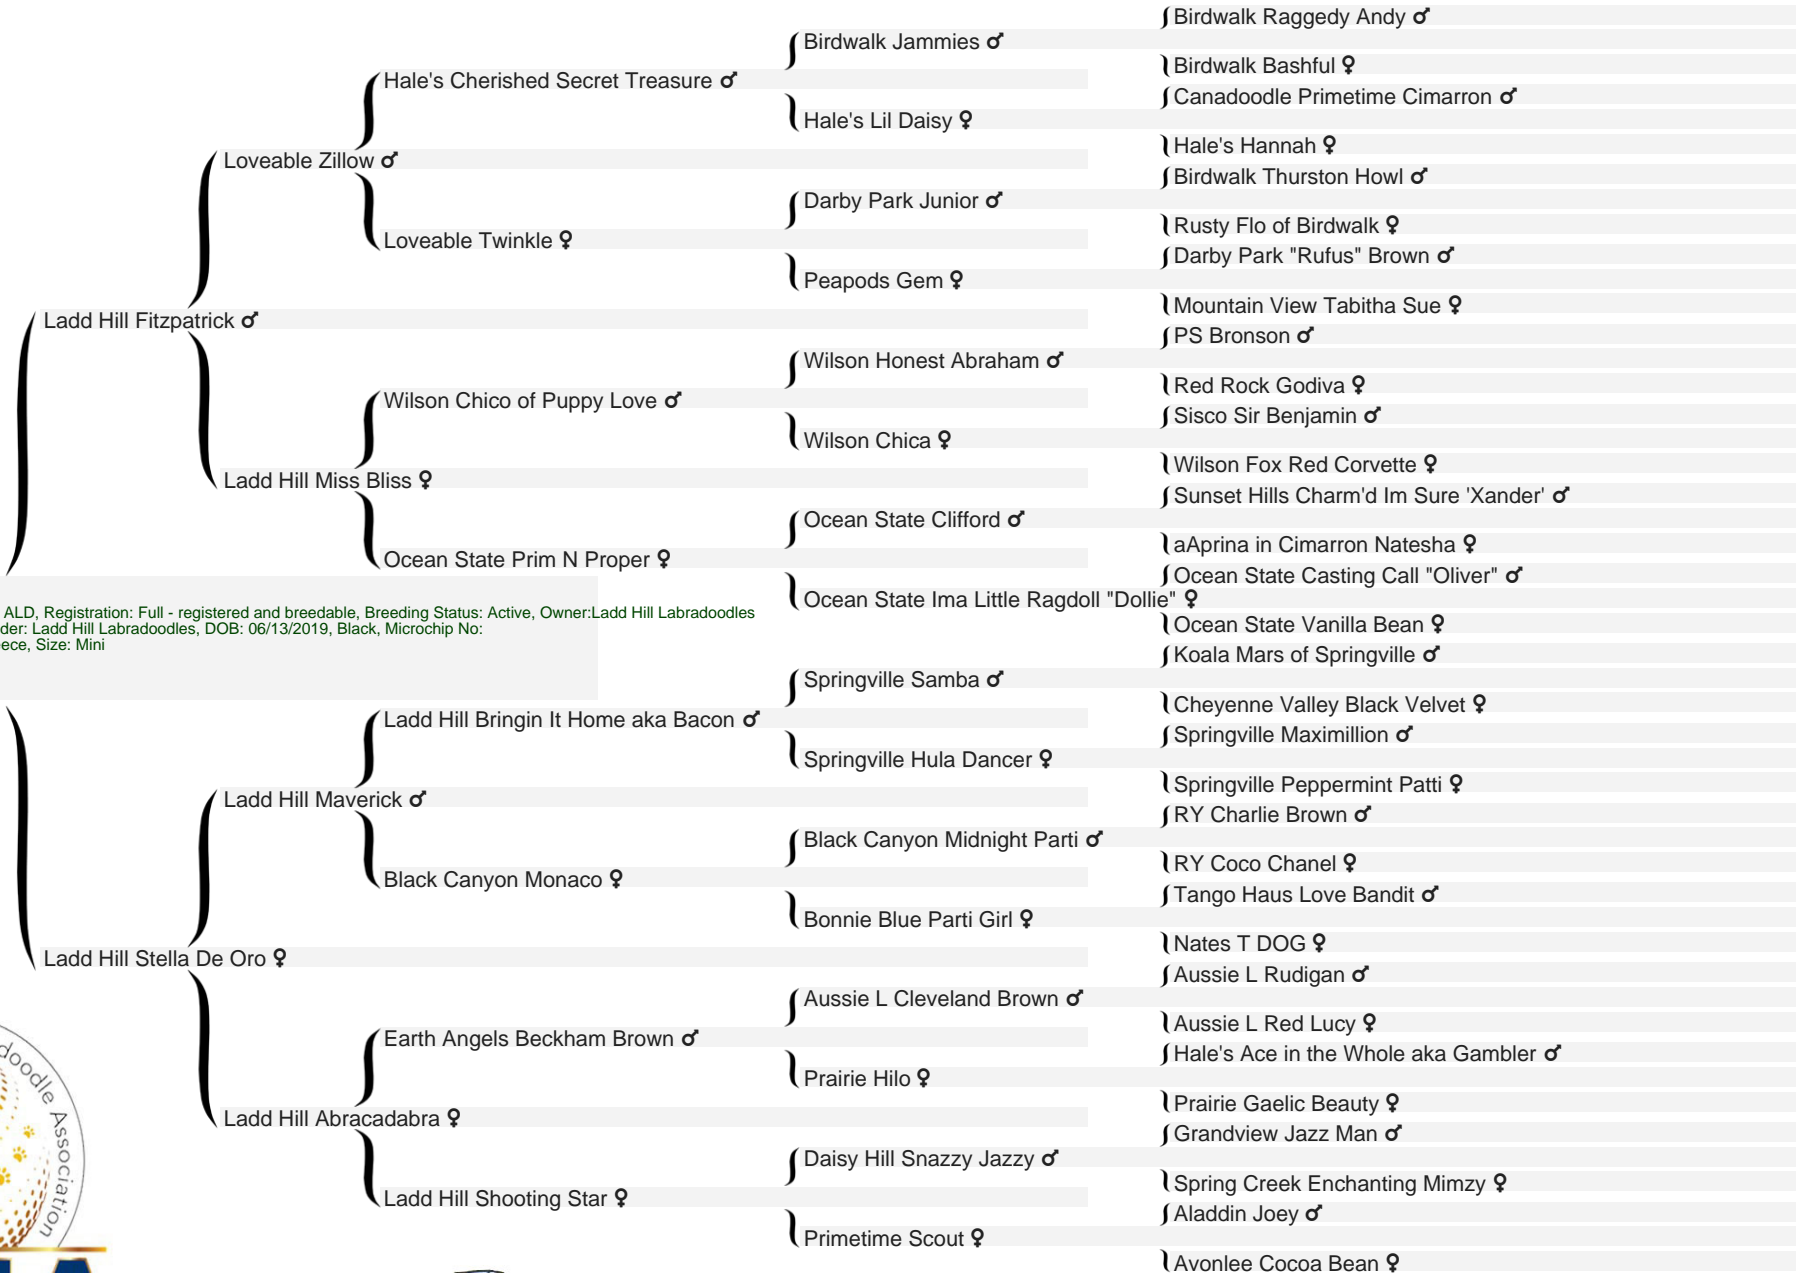 Birdwalk Raggedy Andy ♂
Birdwalk Jammies ♂
Birdwalk Bashful ♀
Hale's Cherished Secret Treasure ♂
Canadoodle Primetime Cimarron ♂
Hale's Lil Daisy ♀
Hale's Hannah ♀
Loveable Zillow ♂
Birdwalk Thurston Howl ♂
Darby Park Junior ♂
Rusty Flo of Birdwalk ♀
Loveable Twinkle ♀
Darby Park "Rufus" Brown ♂
Peapods Gem ♀
Mountain View Tabitha Sue ♀
Ladd Hill Fitzpatrick ♂
PS Bronson ♂
Wilson Honest Abraham ♂
Red Rock Godiva ♀
Wilson Chico of Puppy Love ♂
Sisco Sir Benjamin ♂
Wilson Chica ♀
Wilson Fox Red Corvette ♀
Ladd Hill Miss Bliss ♀
Sunset Hills Charm'd Im Sure 'Xander' ♂
Ocean State Clifford ♂
aAprina in Cimarron Natesha ♀
Ocean State Prim N Proper ♀
Ocean State Casting Call "Oliver" ♂
Ocean State Ima Little Ragdoll "Dollie" ♀
Ocean State Vanilla Bean ♀
ALD, Registration: Full - registered and breedable, Breeding Status: Active, Owner:Ladd Hill Labradoodles
der: Ladd Hill Labradoodles, DOB: 06/13/2019, Black, Microchip No:
ece, Size: Mini
Koala Mars of Springville ♂
Springville Samba ♂
Cheyenne Valley Black Velvet ♀
Ladd Hill Bringin It Home aka Bacon ♂
Springville Maximillion ♂
Springville Hula Dancer ♀
Springville Peppermint Patti ♀
Ladd Hill Maverick ♂
RY Charlie Brown ♂
Black Canyon Midnight Parti ♂
RY Coco Chanel ♀
Black Canyon Monaco ♀
Tango Haus Love Bandit ♂
Bonnie Blue Parti Girl ♀
Nates T DOG ♀
Ladd Hill Stella De Oro ♀
Aussie L Rudigan ♂
Aussie L Cleveland Brown ♂
Aussie L Red Lucy ♀
Earth Angels Beckham Brown ♂
Hale's Ace in the Whole aka Gambler ♂
Prairie Hilo ♀
Prairie Gaelic Beauty ♀
Ladd Hill Abracadabra ♀
Grandview Jazz Man ♂
Daisy Hill Snazzy Jazzy ♂
Spring Creek Enchanting Mimzy ♀
Ladd Hill Shooting Star ♀
Aladdin Joey ♂
Primetime Scout ♀
Avonlee Cocoa Bean ♀
doodle Association